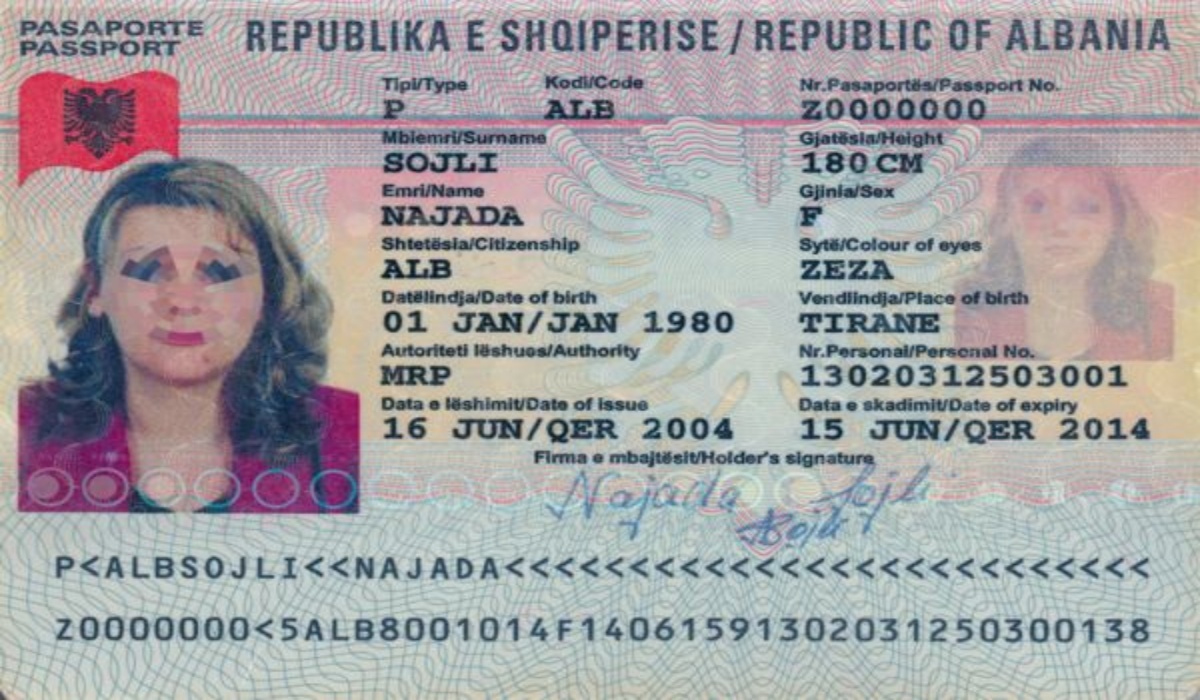 PASAPORTE
PASSPORT
REPUBLIKA E SHQIPERISE / REPUBLIC OF ALBANIA
Tipi/Type Kodi/Code Nr.Pasaportës/Passport No.
P ALB Z0000000
Mbiemri/Surname Gjatësia/Height
SOJLI 180 CM
Emri/Name Gjinia/Sex
NAJADA F
Shtetësia/Citizenship Sytë/Colour of eyes
ALB ZEZA
Datëlindja/Date of birth Vendlindja/Place of birth
01 JAN/JAN 1980 TIRANE
Autoriteti lëshues/Authority Nr.Personal/Personal No.
MRP 13020312503001
Data e lëshimit/Date of issue Data e skadimit/Date of expiry
16 JUN/QER 2004 15 JUN/QER 2014
Firma e mbajtësit/Holder's signature
Najada Sojli
Sojli
P<ALBSOJLI<<NAJADA<<<<<<<<<<<<<<<<<<<<<<<<<<
Z0000000<5ALB8001014F14061591302031250300138